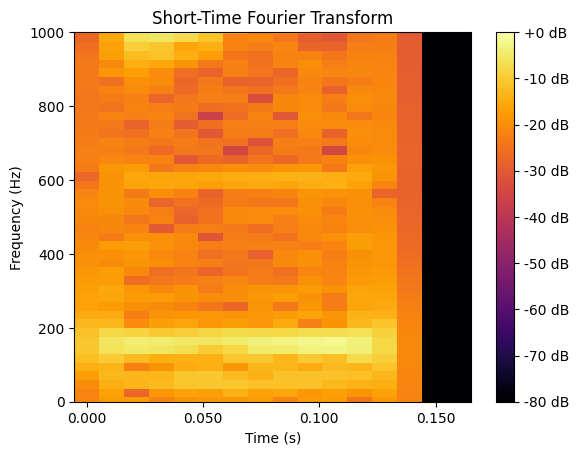 Short-Time Fourier Transform
1000
800
600
400
200
0
Frequency (Hz)
0.000
0.050
0.100
0.150
Time (s)
+0 dB
-10 dB
-20 dB
-30 dB
-40 dB
-50 dB
-60 dB
-70 dB
-80 dB